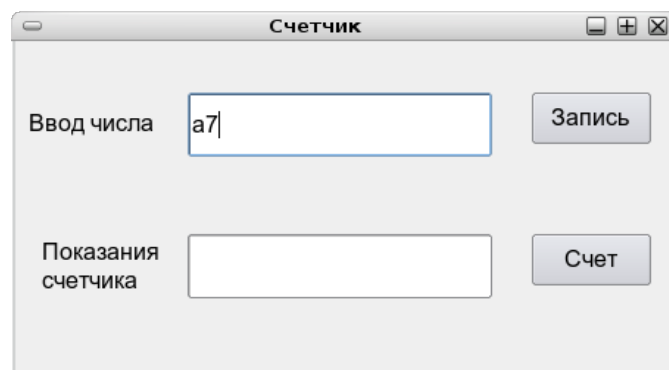 Счетчик
Ввод числа
a7
Запись
Показания
счетчика
Счет